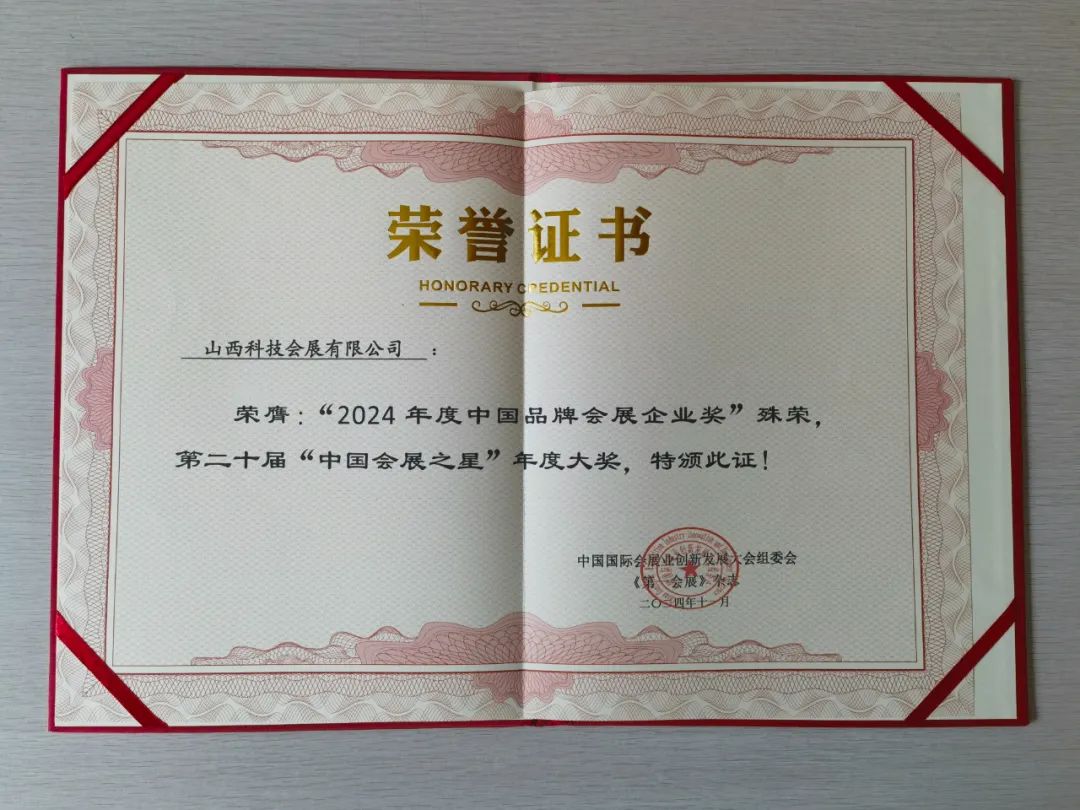 荣誉证书
HONORARY CREDENTIAL
山西科技会展有限公司：
荣膺：“2024年度中国品牌会展企业奖”殊荣，
第二十届“中国会展之星”年度大奖，特颁此证！
中国国际会展业创新发展大会组委会
《第一会展》杂志
二〇二四年十一月